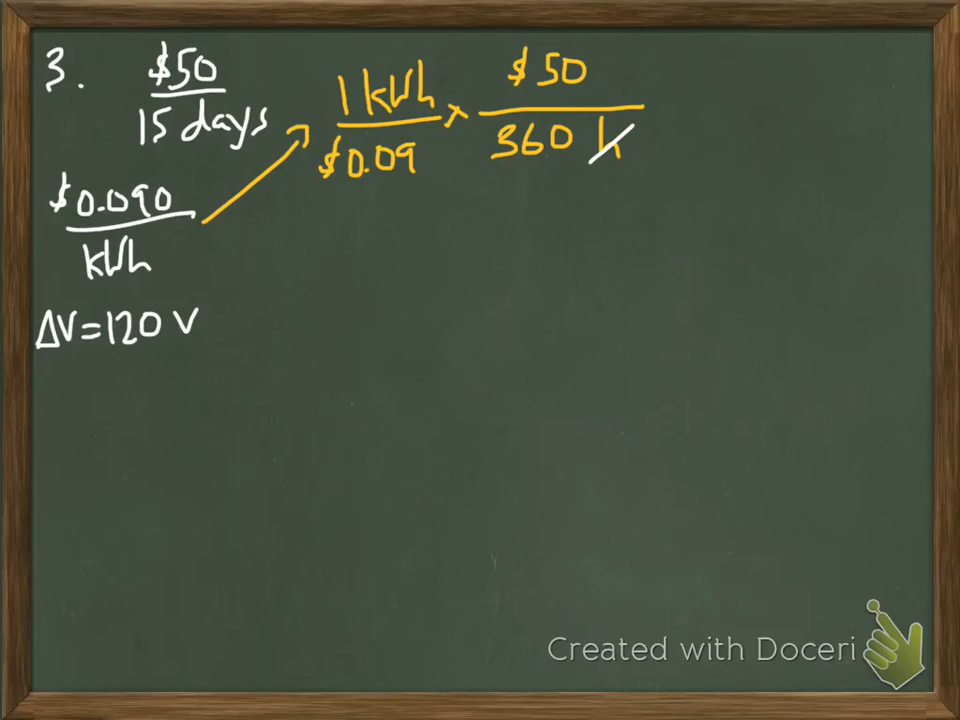 3. $50
15 days
$0.090
kWh
ΔV=120 V
1 kWh × $50
$0.09 360 h
Created with Doceri